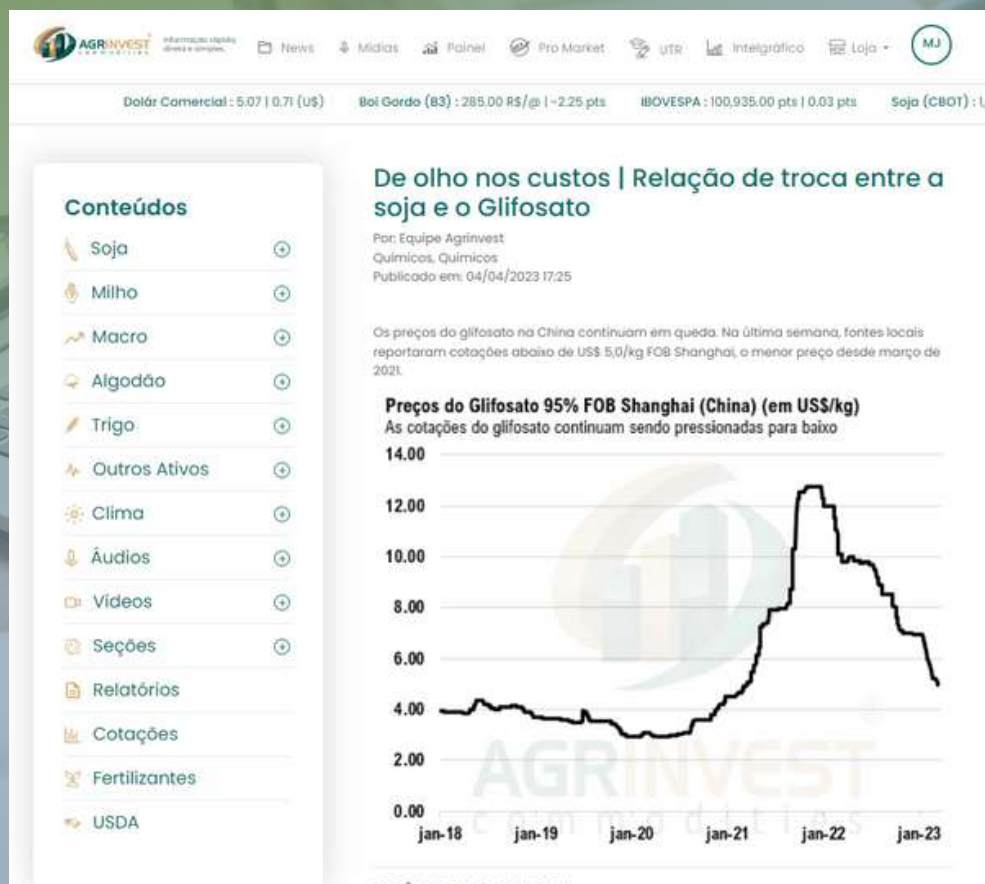 AGRINVEST
commodities
informação rápida, direta e simples.
News
Mídias
Painel
Pro Market
UTR
Intelgráfico
Loja
MJ
Dolár Comercial : 5.07 | 0.71 (U$)
Boi Gordo (B3) : 285.00 R$/@ | -2.25 pts
IBOVESPA : 100,935.00 pts | 0.03 pts
Soja (CBOT) : 1,
Conteúdos
Soja
Milho
Macro
Algodão
Trigo
Outros Ativos
Clima
Áudios
Vídeos
Seções
Relatórios
Cotações
Fertilizantes
USDA
De olho nos custos | Relação de troca entre a
soja e o Glifosato
Por: Equipe Agrinvest
Químicos, Químicos
Publicado em: 04/04/2023 17:25
Os preços do glifosato na China continuam em queda. Na última semana, fontes locais
reportaram cotações abaixo de US$ 5,0/kg FOB Shanghai, o menor preço desde março de
2021.
Preços do Glifosato 95% FOB Shanghai (China) (em US$/kg)
As cotações do glifosato continuam sendo pressionadas para baixo
14.00
12.00
10.00
8.00
6.00
4.00
2.00
0.00
jan-18
jan-19
jan-20
jan-21
jan-22
jan-23
AGRINVEST
commodities